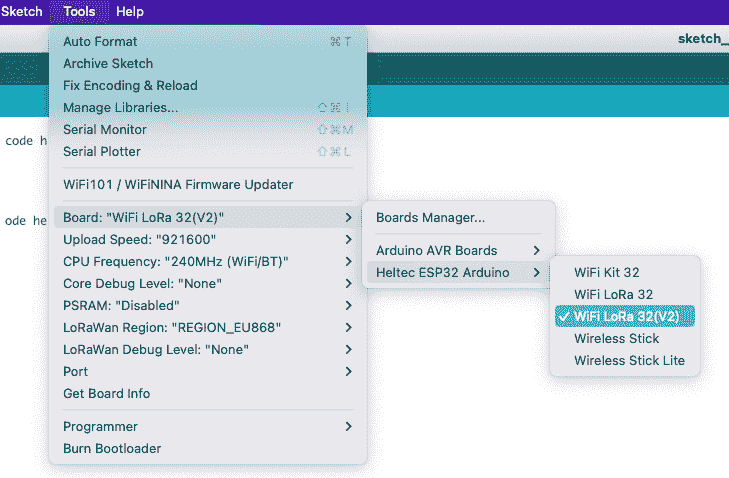 Sketch Tools Help
sketch_
Auto Format ⌘ T
Archive Sketch
Fix Encoding & Reload
Manage Libraries... ⇧ ⌘ I
Serial Monitor ⇧ ⌘ M
Serial Plotter ⇧ ⌘ L
code h
WiFi101 / WiFiNINA Firmware Updater
ode he
Board: "WiFi LoRa 32(V2)"
Upload Speed: "921600"
CPU Frequency: "240MHz (WiFi/BT)"
Core Debug Level: "None"
PSRAM: "Disabled"
LoRaWan Region: "REGION_EU868"
LoRaWan Debug Level: "None"
Port
Get Board Info
Programmer
Burn Bootloader
Boards Manager...
Arduino AVR Boards
Heltec ESP32 Arduino
WiFi Kit 32
WiFi LoRa 32
✓ WiFi LoRa 32(V2)
Wireless Stick
Wireless Stick Lite